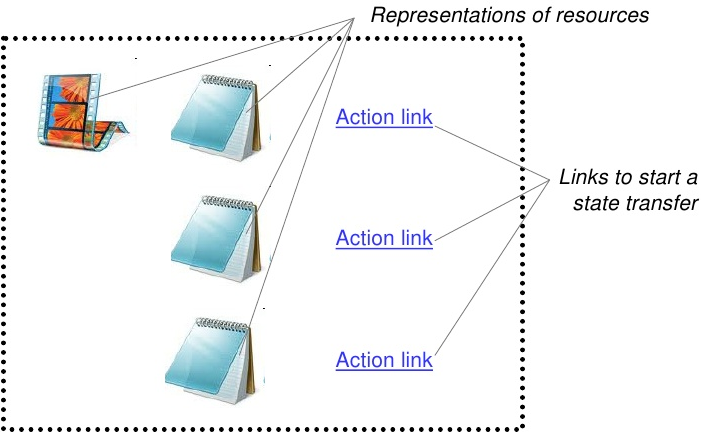 Representations of resources
Action link
Links to start a
state transfer
Action link
Action link